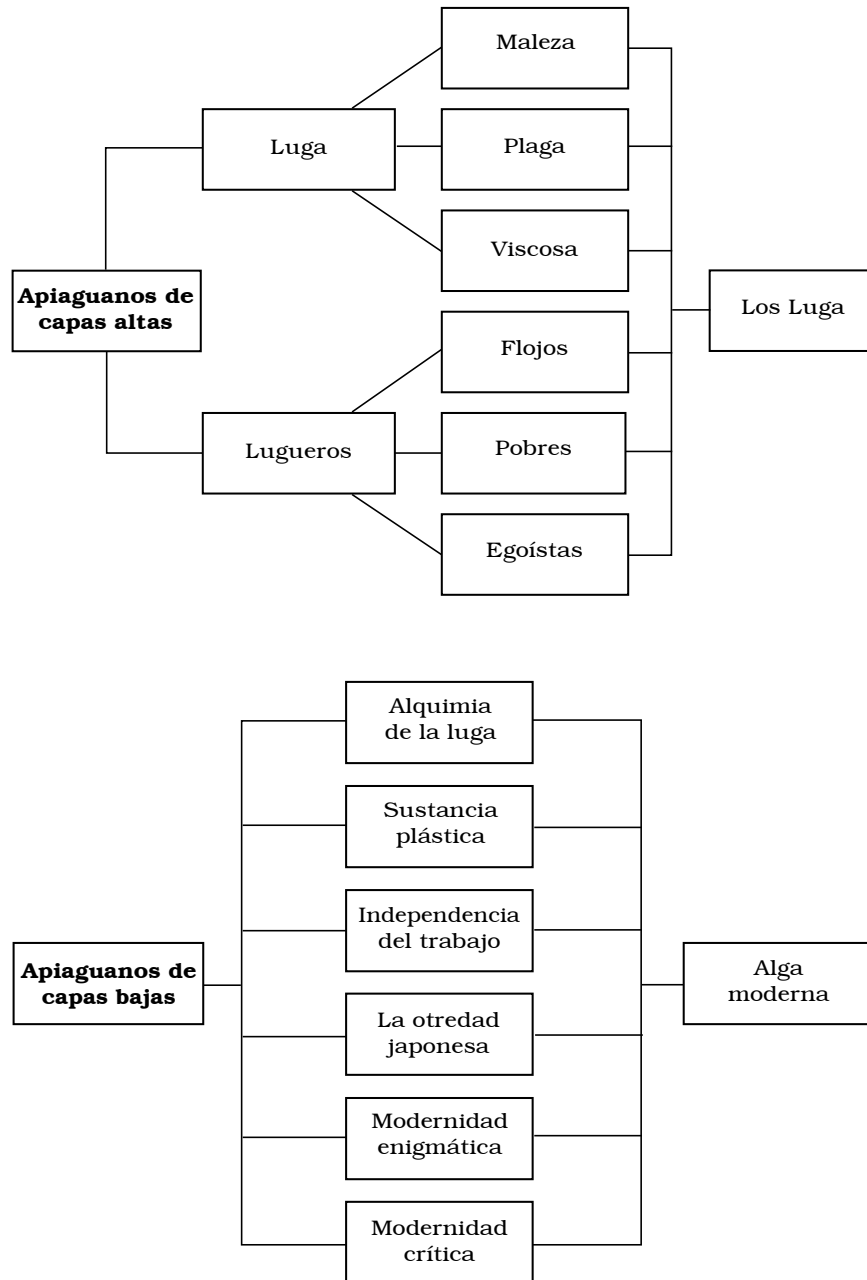 Maleza
Luga
Plaga
Viscosa
Apiaguanos de
capas altas
Los Luga
Flojos
Lugueros
Pobres
Egoístas
Alquimia
de la luga
Sustancia
plástica
Independencia
del trabajo
Apiaguanos de
capas bajas
Alga
moderna
La otredad
japonesa
Modernidad
enigmática
Modernidad
crítica